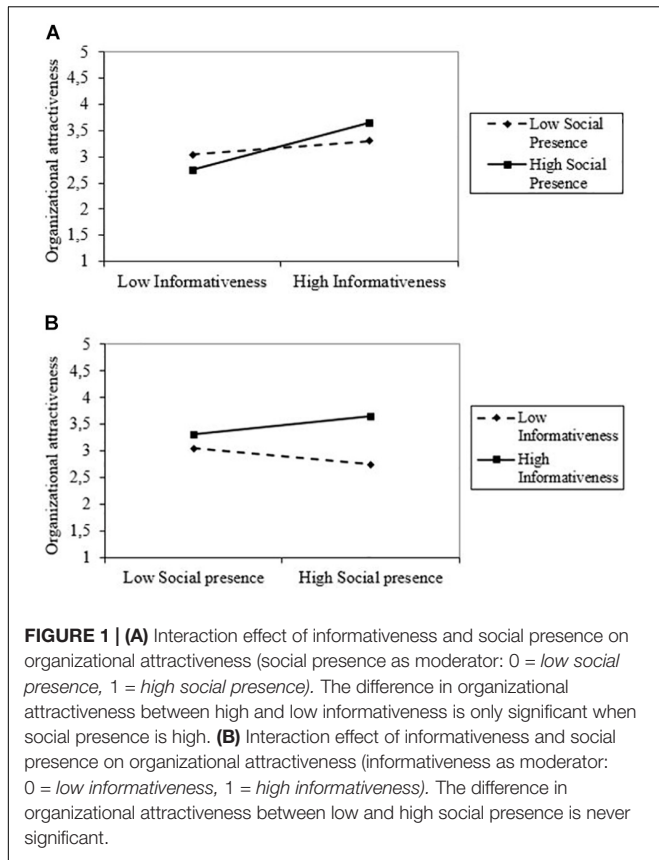 A
Organizational attractiveness
5
4,5
4
3,5
3
2,5
2
1,5
1
Low Informativeness
High Informativeness
Low Social
Presence
High Social
Presence
B
Organizational attractiveness
5
4,5
4
3,5
3
2,5
2
1,5
1
Low Social presence
High Social presence
Low
Informativeness
High
Informativeness
FIGURE 1 | (A) Interaction effect of informativeness and social presence on
organizational attractiveness (social presence as moderator: 0 = low social
presence, 1 = high social presence). The difference in organizational
attractiveness between high and low informativeness is only significant when
social presence is high. (B) Interaction effect of informativeness and social
presence on organizational attractiveness (informativeness as moderator:
0 = low informativeness, 1 = high informativeness). The difference in
organizational attractiveness between low and high social presence is never
significant.